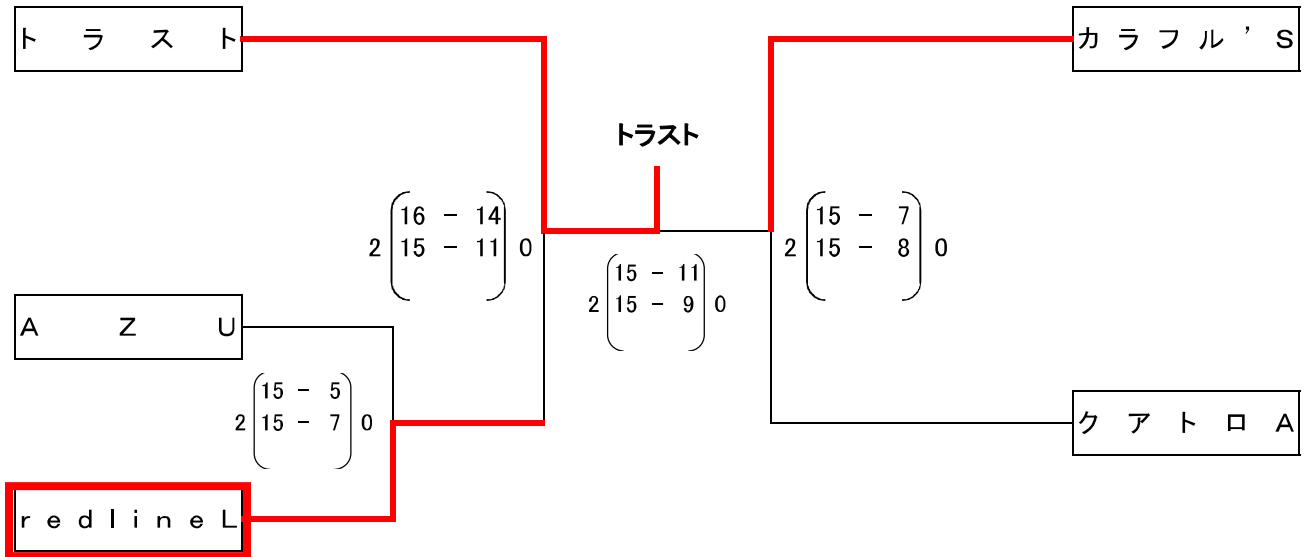 トラスト
カラフル’S
トラスト
16 － 14
2 15 － 11 0
15 － 7
2 15 － 8 0
15 － 11
2 15 － 9 0
AZU
15 － 5
2 15 － 7 0
クアトロA
redlineL